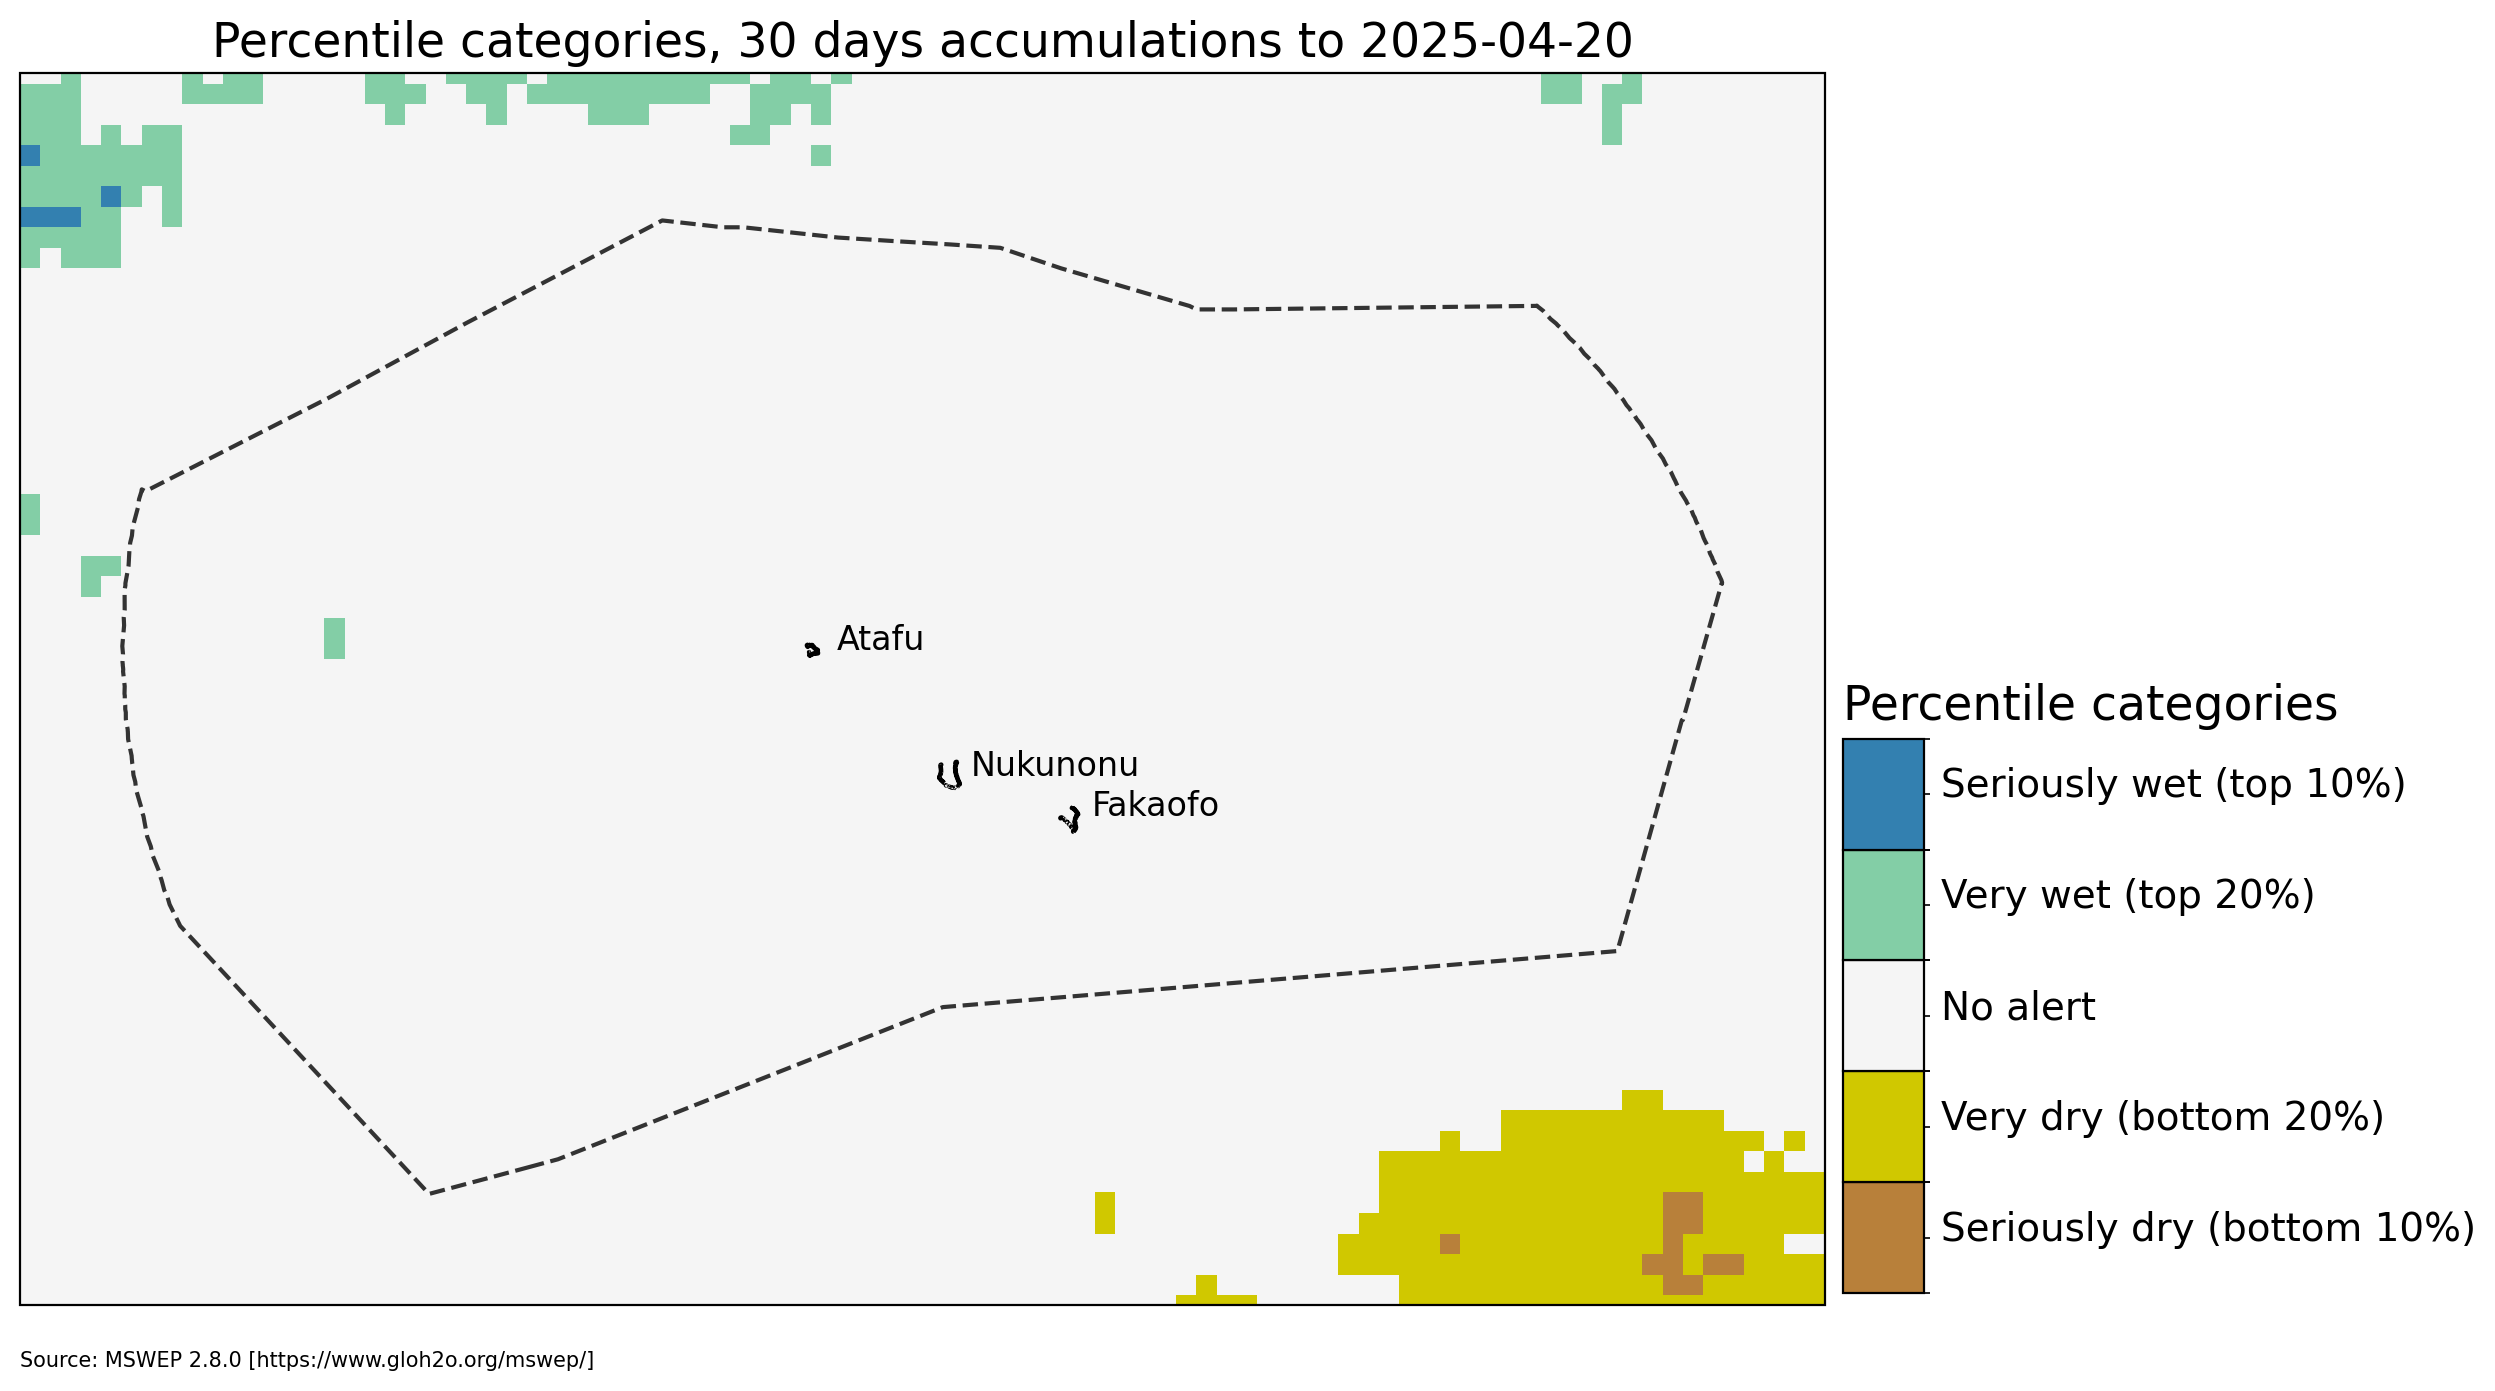 Percentile categories, 30 days accumulations to 2025-04-20
Atafu
Nukunonu
Fakaofo
Percentile categories
Seriously wet (top 10%)
Very wet (top 20%)
No alert
Very dry (bottom 20%)
Seriously dry (bottom 10%)
Source: MSWEP 2.8.0 [https://www.gloh2o.org/mswep/]